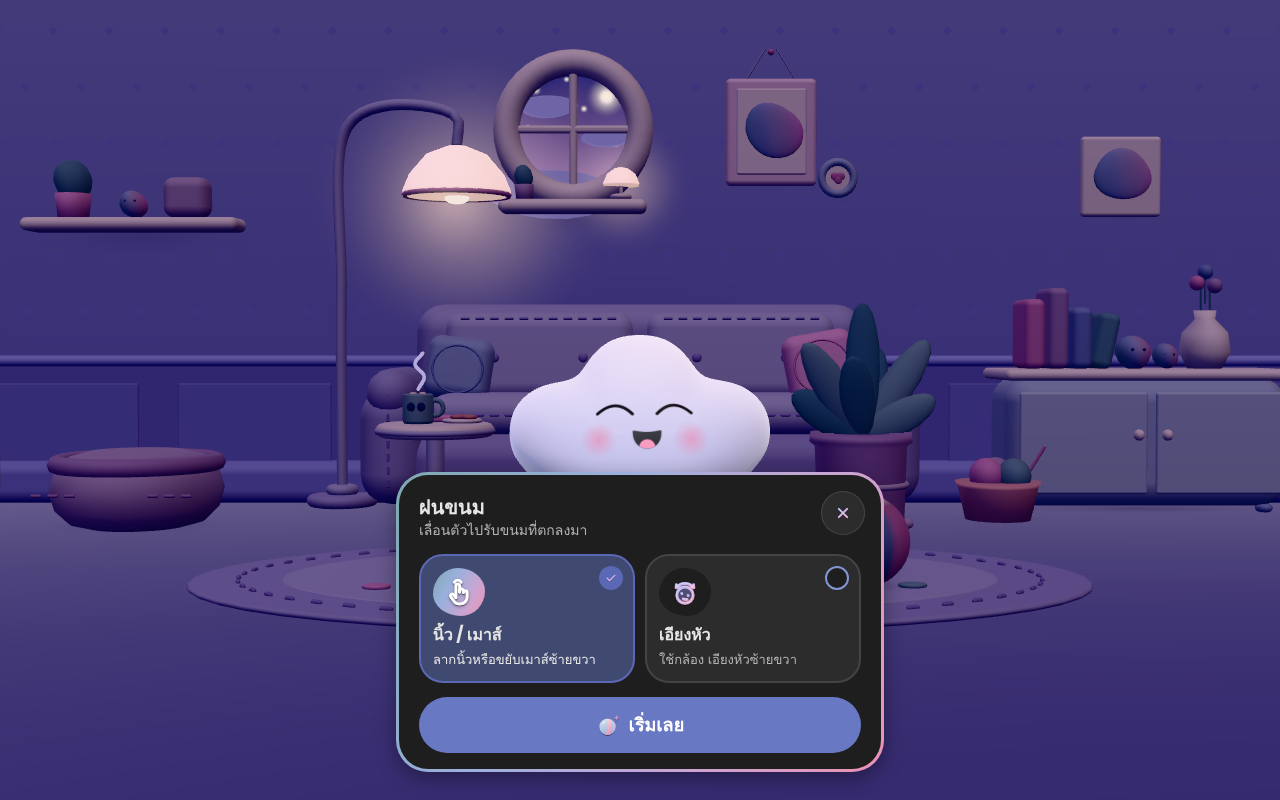 ฝนขนม
เลื่อนตัวไปรับขนมที่ตกลงมา
นิ้ว / เมาส์
ลากนิ้วหรือขยับเมาส์ซ้ายขวา
เอียงหัว
ใช้กล้อง เอียงหัวซ้ายขวา
เริ่มเลย